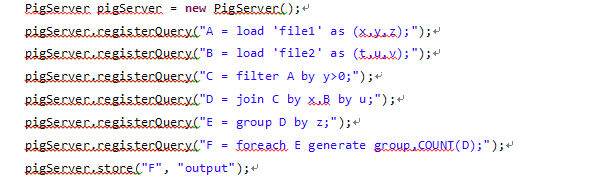 PigServer pigServer = new PigServer();
pigServer.registerQuery("A = load 'file1' as (x,y,z);");
pigServer.registerQuery("B = load 'file2' as (t,u,v);");
pigServer.registerQuery("C = filter A by y>0;");
pigServer.registerQuery("D = join C by x,B by u;");
pigServer.registerQuery("E = group D by z;");
pigServer.registerQuery("F = foreach E generate group,COUNT(D);");
pigServer.store("F", "output");